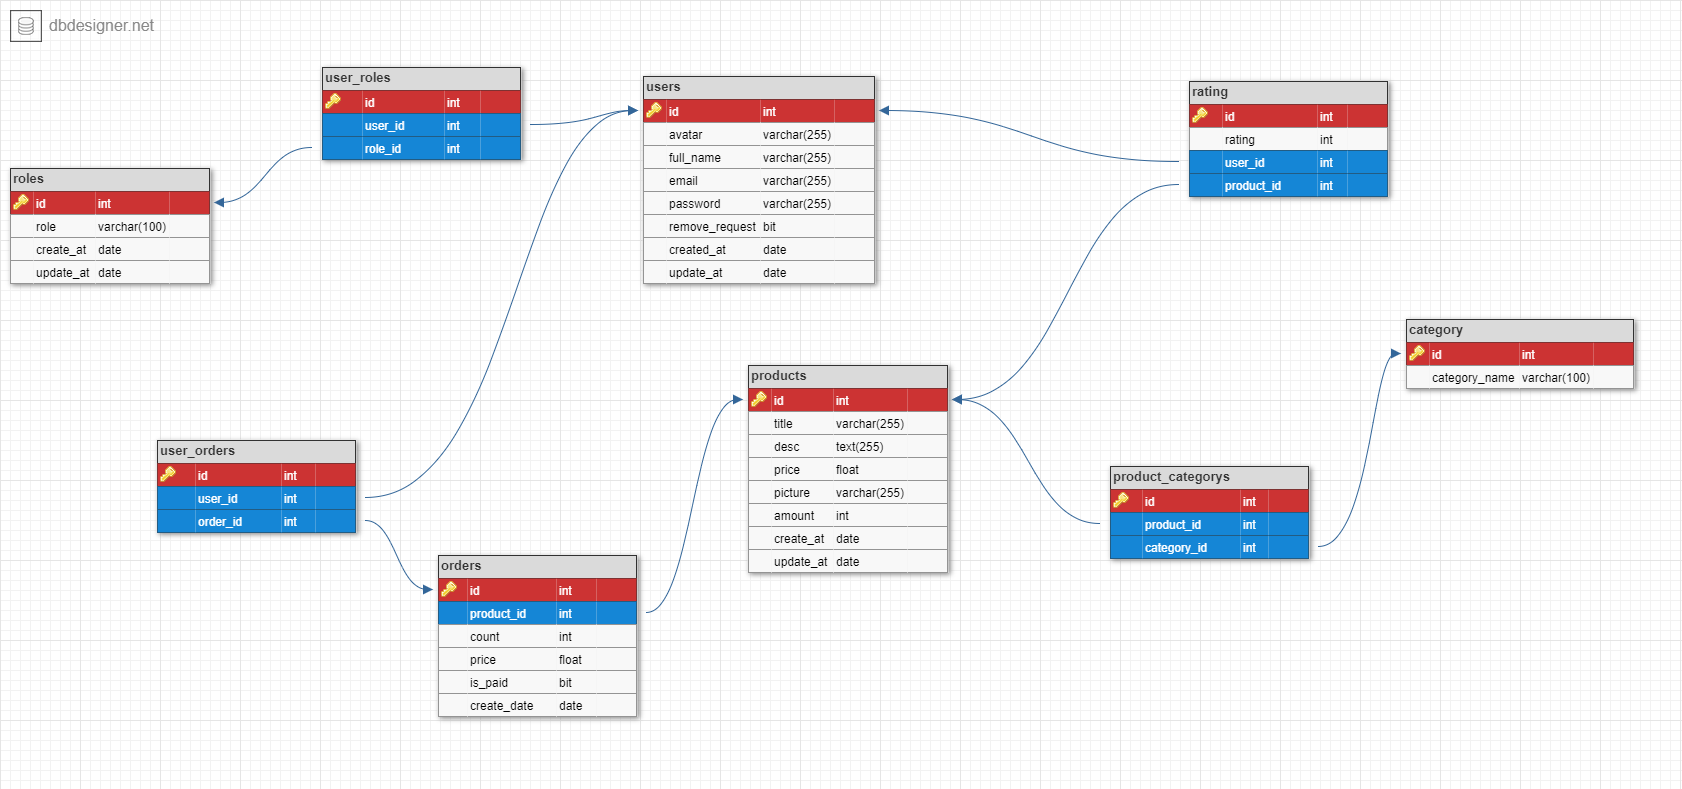 dbdesigner.net
user_roles
id int
user_id int
role_id int
users
id int
avatar varchar(255)
full_name varchar(255)
email varchar(255)
password varchar(255)
remove_request bit
created_at date
update_at date
rating
id int
rating int
user_id int
product_id int
roles
id int
role varchar(100)
create_at date
update_at date
category
id int
category_name varchar(100)
products
id int
title varchar(255)
desc text(255)
price float
picture varchar(255)
amount int
create_at date
update_at date
user_orders
id int
user_id int
order_id int
product_categorys
id int
product_id int
category_id int
orders
id int
product_id int
count int
price float
is_paid bit
create_date date